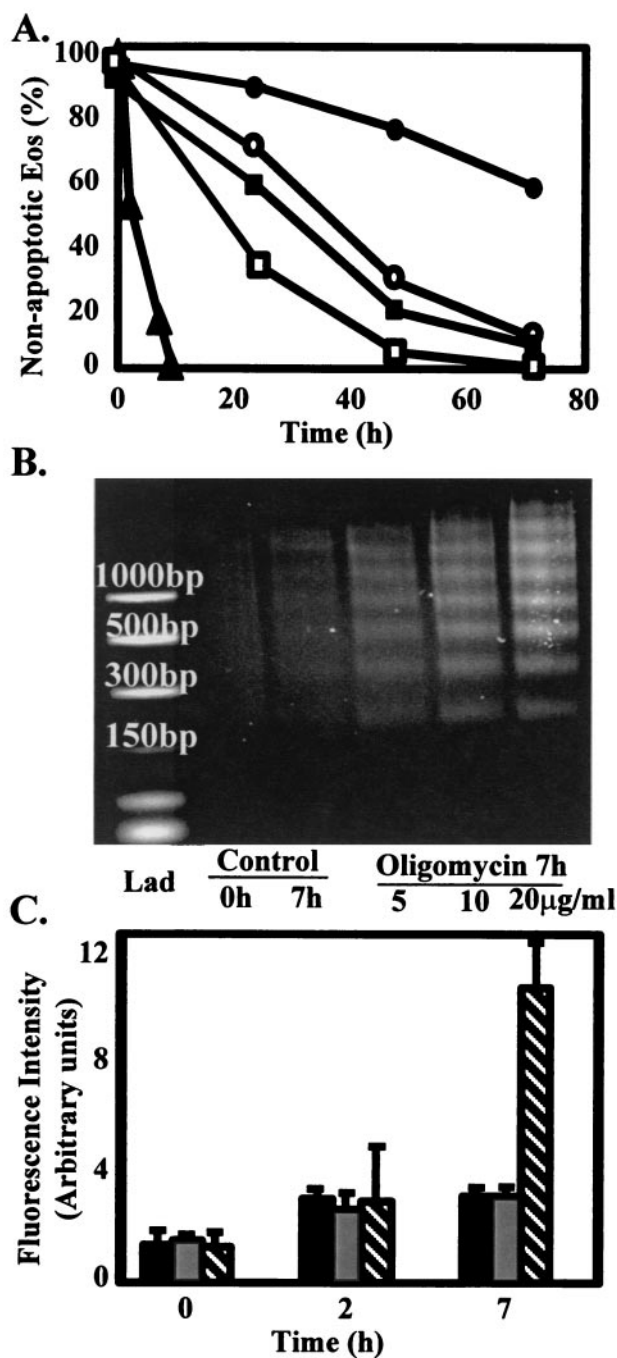 A.
100
80
60
40
20
0
Non-apoptotic Eos (%)
0 20 40 60 80
Time (h)
B.
1000bp
500bp
300bp
150bp
Lad
Control
0h 7h
Oligomycin 7h
5 10 20μg/ml
C.
12
8
4
0
Fluorescence Intensity
(Arbitrary units)
0 2 7
Time (h)